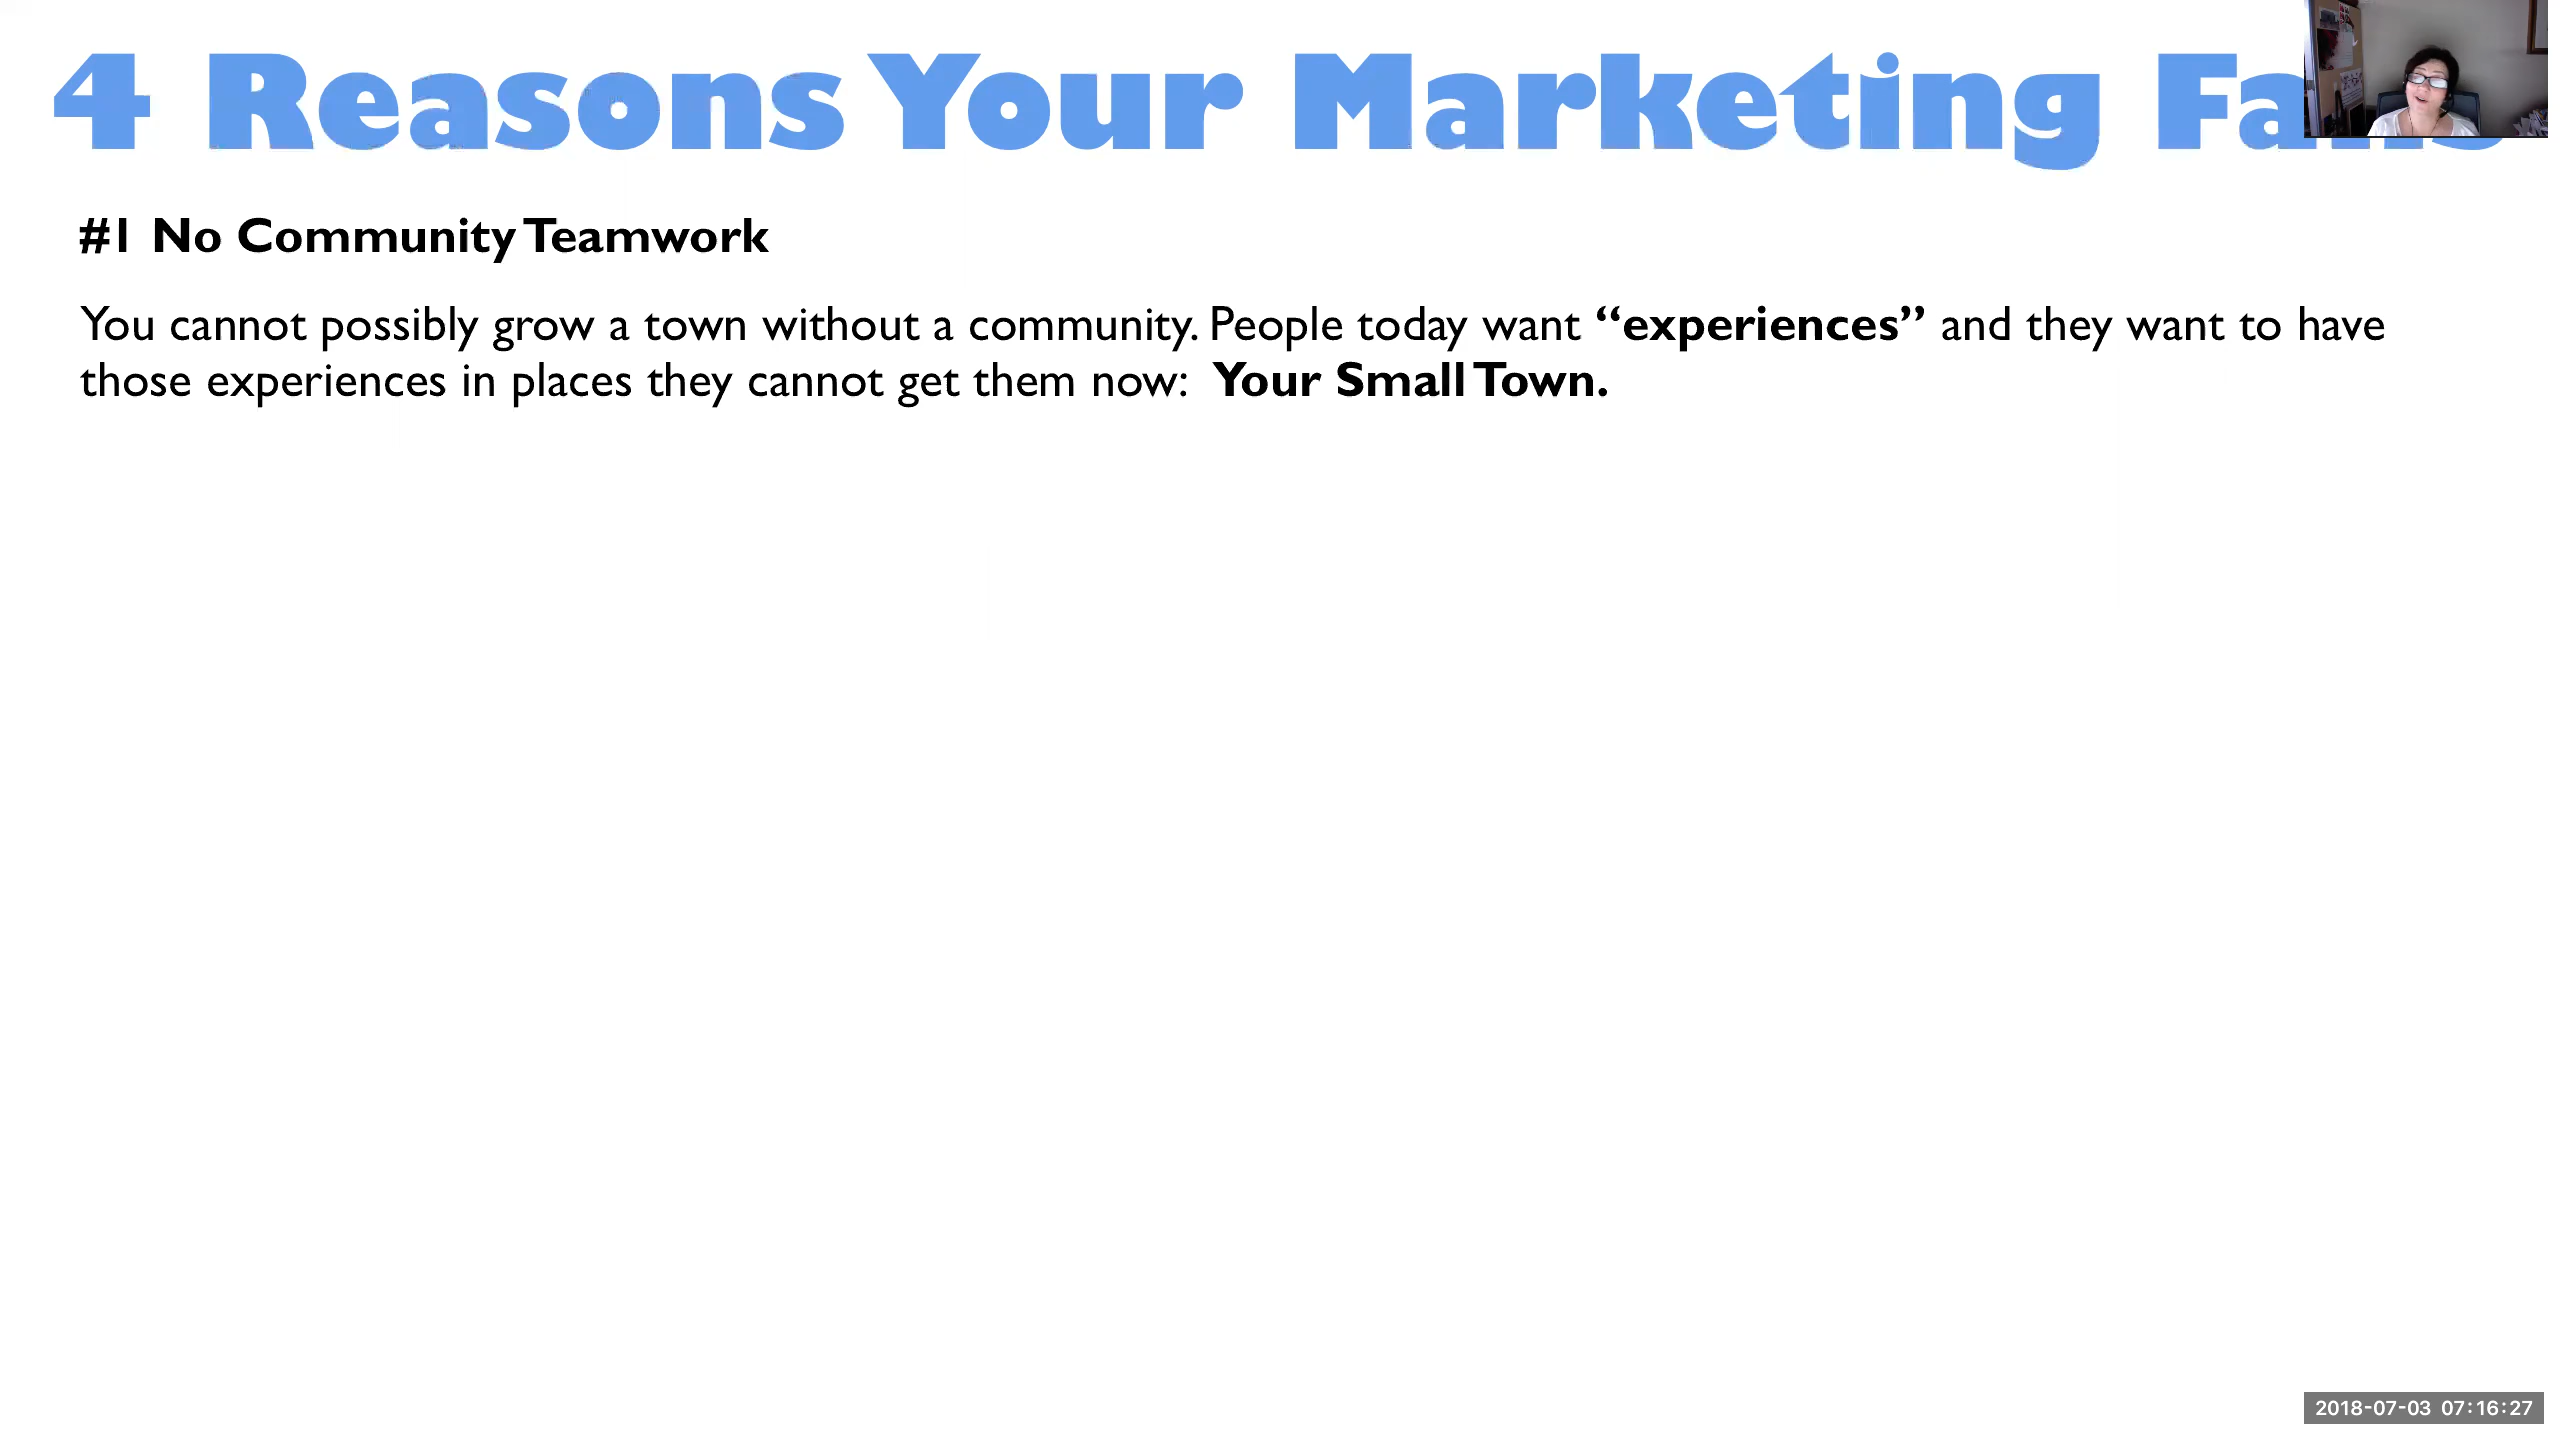 4 Reasons Your Marketing
#1 No Community Teamwork
You cannot possibly grow a town without a community. People today want “experiences” and they want to have
those experiences in places they cannot get them now: Your Small Town.
2018-07-03 07:16:27